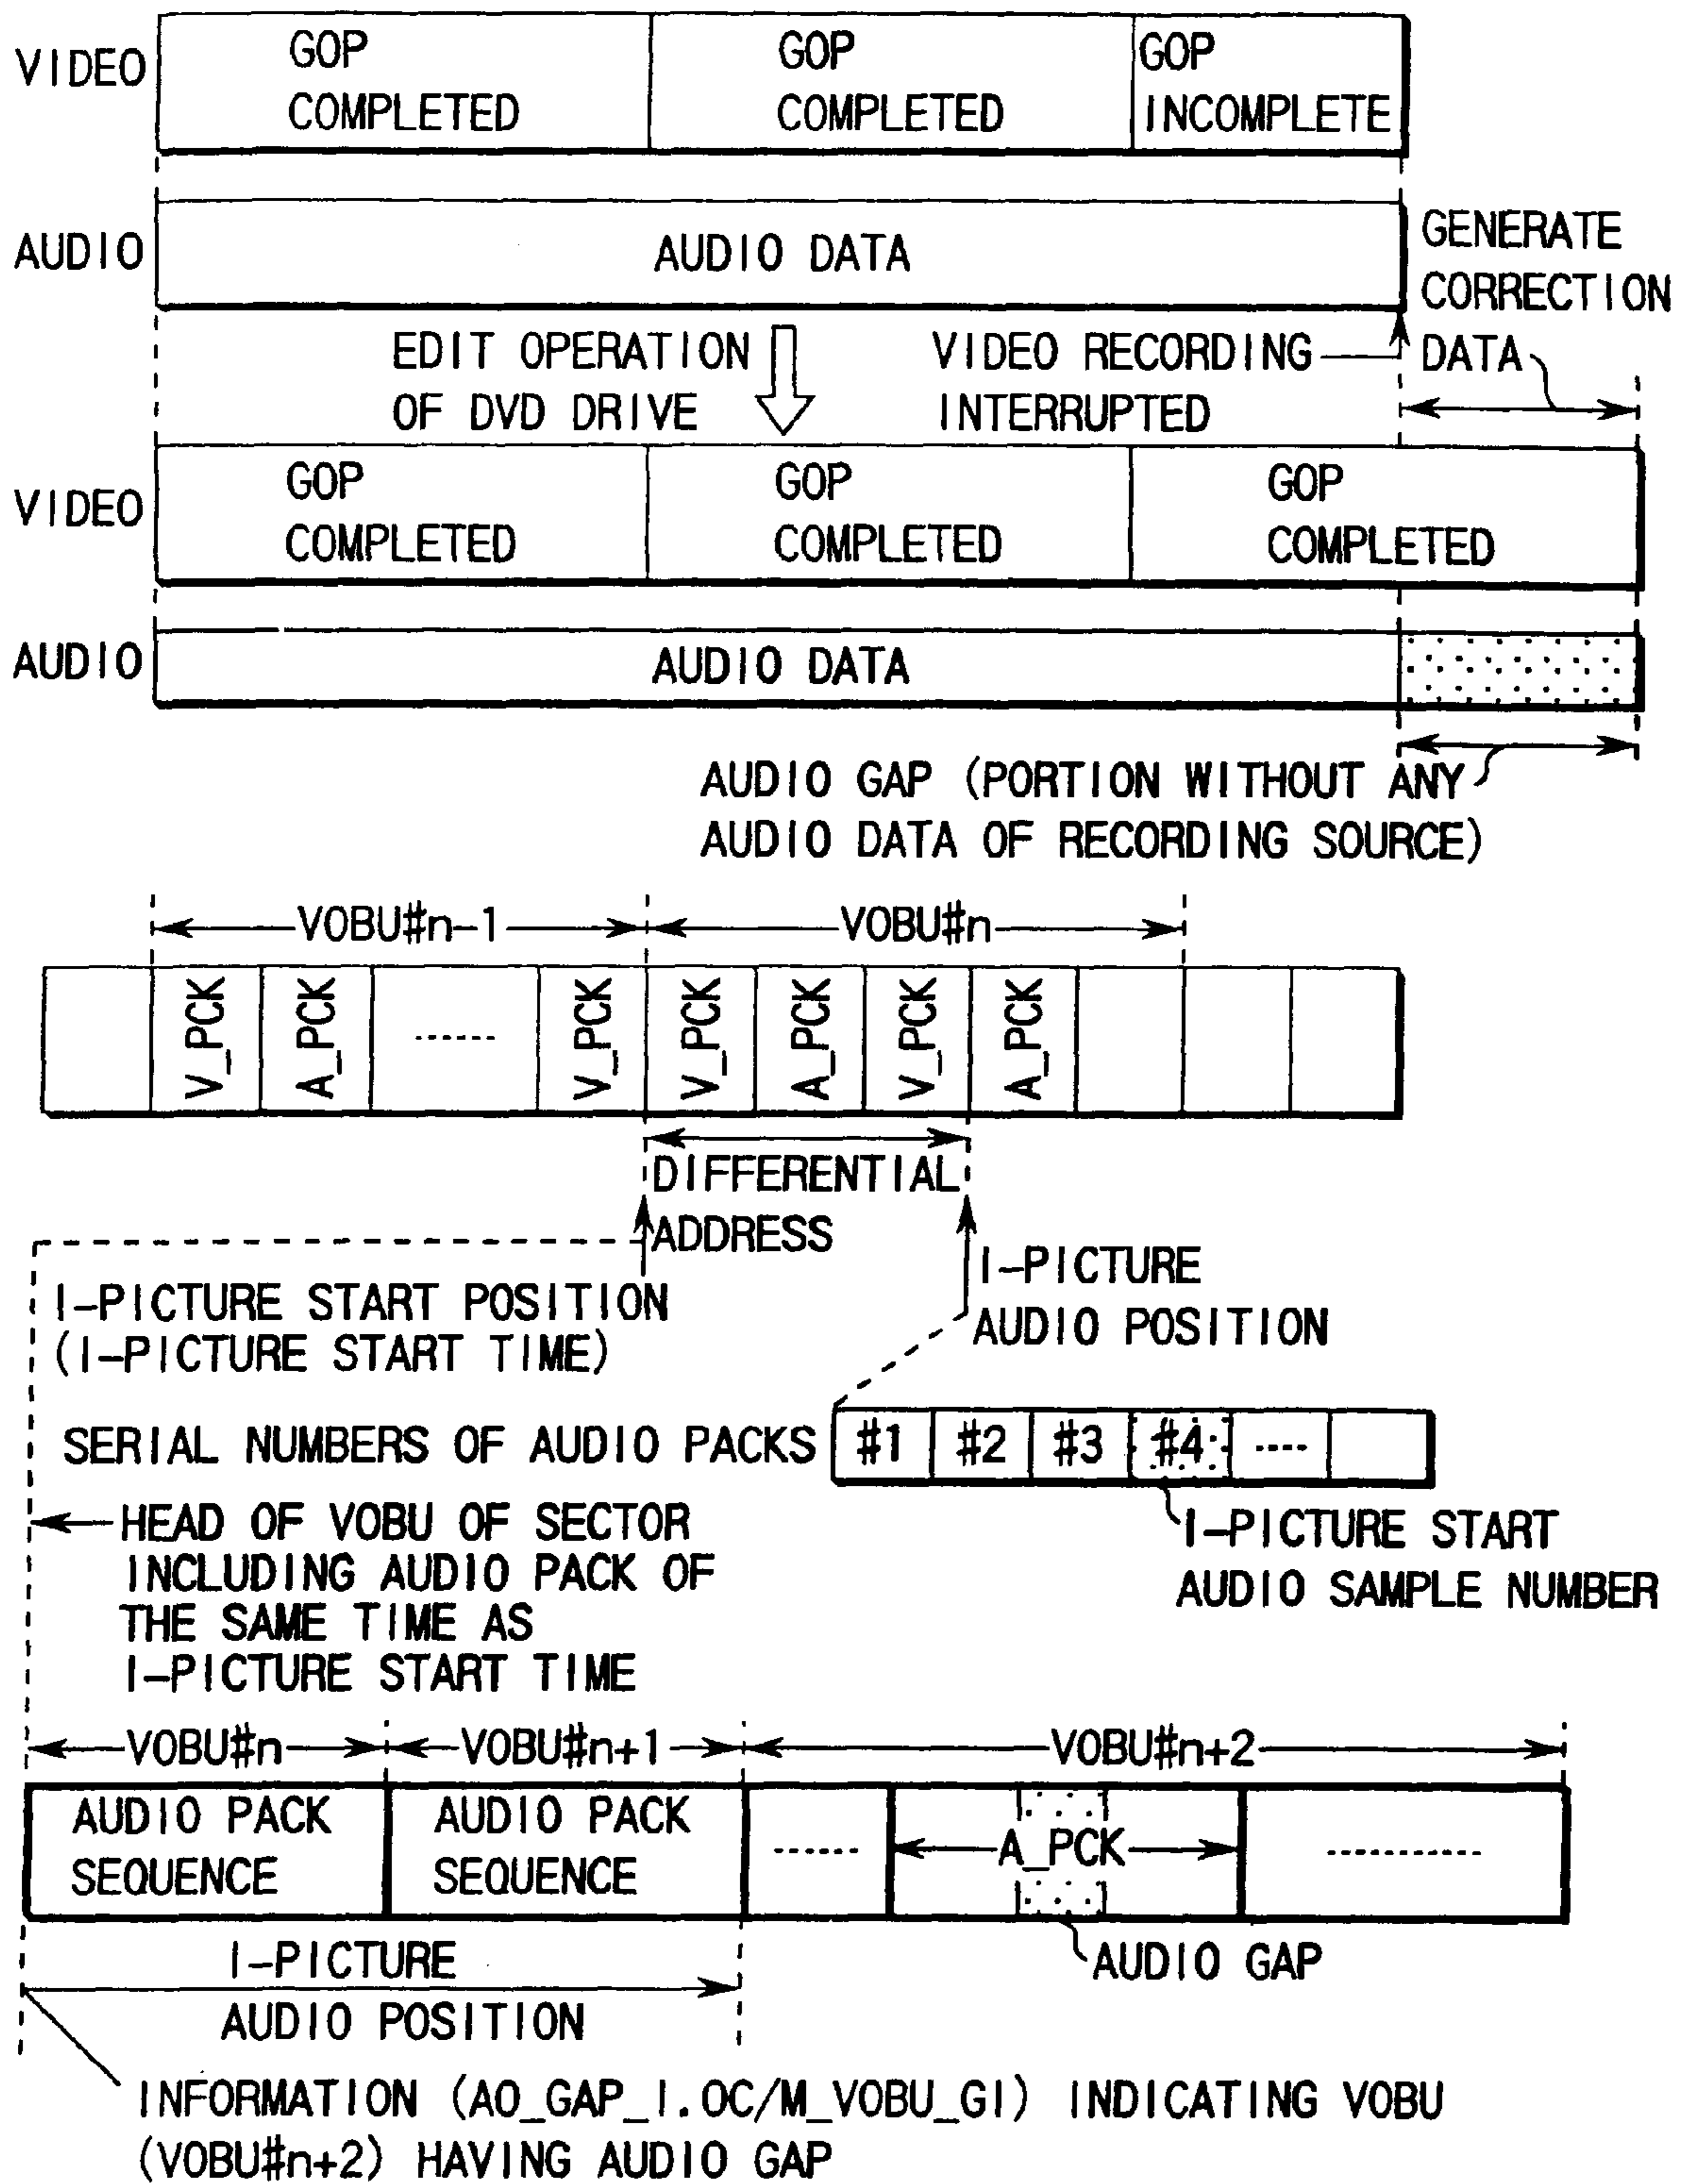 VIDEO
GOP
COMPLETED
GOP
COMPLETED
GOP
INCOMPLETE
AUDIO
AUDIO DATA
GENERATE
CORRECTION
DATA
EDIT OPERATION
OF DVD DRIVE
VIDEO RECORDING
INTERRUPTED
VIDEO
GOP
COMPLETED
GOP
COMPLETED
GOP
COMPLETED
AUDIO
AUDIO DATA
AUDIO GAP (PORTION WITHOUT ANY
AUDIO DATA OF RECORDING SOURCE)
VOBU#n-1
VOBU#n
V_PCK
A_PCK
V_PCK
V_PCK
A_PCK
V_PCK
A_PCK
DIFFERENTIAL
ADDRESS
I-PICTURE START POSITION
(I-PICTURE START TIME)
I-PICTURE
AUDIO POSITION
SERIAL NUMBERS OF AUDIO PACKS
#1 #2 #3 #4
I-PICTURE START
AUDIO SAMPLE NUMBER
HEAD OF VOBU OF SECTOR
INCLUDING AUDIO PACK OF
THE SAME TIME AS
I-PICTURE START TIME
VOBU#n
VOBU#n+1
VOBU#n+2
AUDIO PACK
SEQUENCE
AUDIO PACK
SEQUENCE
A_PCK
AUDIO GAP
I-PICTURE
AUDIO POSITION
INFORMATION (A0_GAP_I.OC/M_VOBU_GI) INDICATING VOBU
(VOBU#n+2) HAVING AUDIO GAP